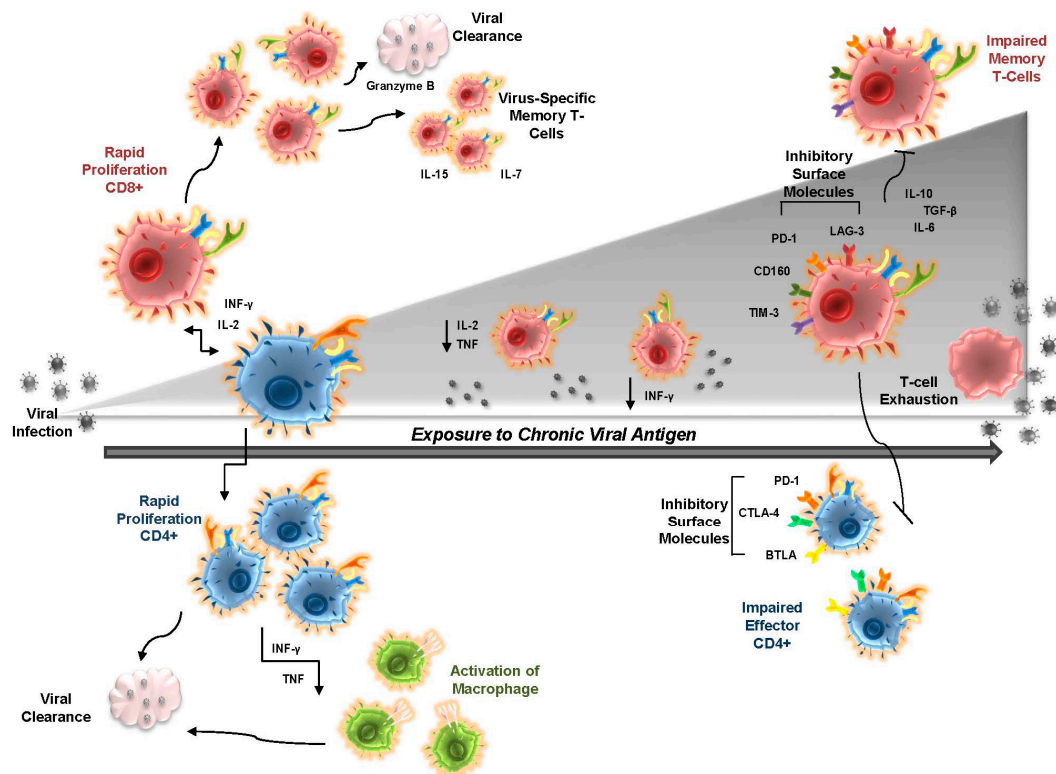 Viral
Clearance
Granzyme B
Virus-Specific
Memory T-
Cells
IL-15
IL-7
Rapid
Proliferation
CD8+
INF-γ
IL-2
Viral
Infection
IL-2
TNF
INF-γ
Impaired
Memory
T-Cells
Inhibitory
Surface
Molecules
IL-10
TGF-β
IL-6
PD-1
LAG-3
CD160
TIM-3
T-cell
Exhaustion
Exposure to Chronic Viral Antigen
Rapid
Proliferation
CD4+
INF-γ
TNF
Activation of
Macrophage
Viral
Clearance
Inhibitory
Surface
Molecules
PD-1
CTLA-4
BTLA
Impaired
Effector
CD4+